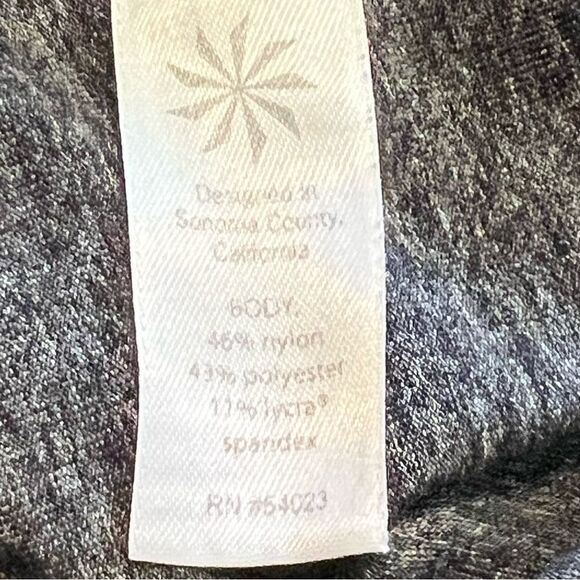 Designed in
Sonoma County,
California
BODY:
46% nylon
43% polyester
11% lycra®
spandex
RN #54023